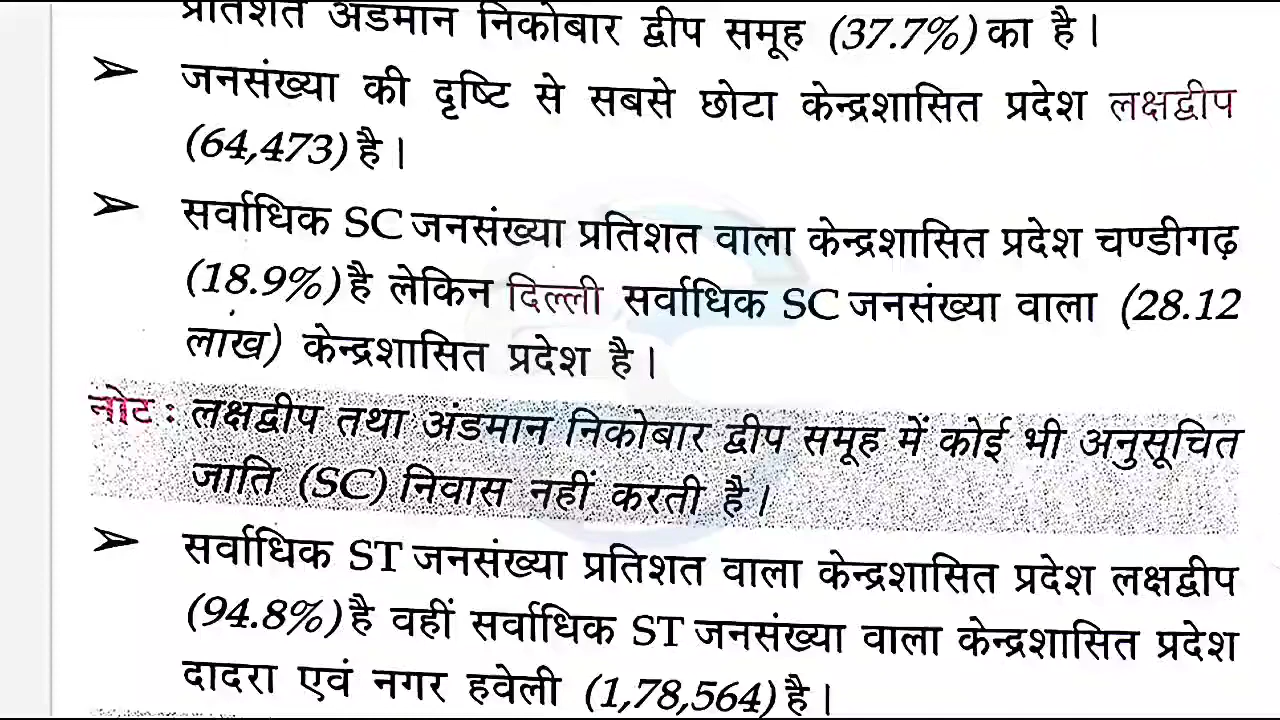 प्रतिशत अंडमान निकोबार द्वीप समूह (37.7%) का है।
➢ जनसंख्या की दृष्टि से सबसे छोटा केन्द्रशासित प्रदेश लक्षद्वीप
(64,473) है।
➢ सर्वाधिक SC जनसंख्या प्रतिशत वाला केन्द्रशासित प्रदेश चण्डीगढ़
(18.9%) है लेकिन दिल्ली सर्वाधिक SC जनसंख्या वाला (28.12
लाख) केन्द्रशासित प्रदेश है।
नोट : लक्षद्वीप तथा अंडमान निकोबार द्वीप समूह में कोई भी अनुसूचित
जाति (SC) निवास नहीं करती है।
➢ सर्वाधिक ST जनसंख्या प्रतिशत वाला केन्द्रशासित प्रदेश लक्षद्वीप
(94.8%) है वहीं सर्वाधिक ST जनसंख्या वाला केन्द्रशासित प्रदेश
दादरा एवं नगर हवेली (1,78,564) है।